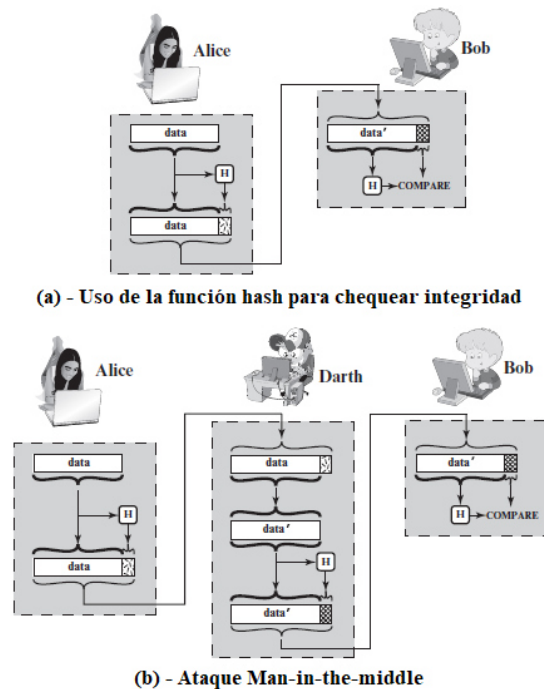 Alice
Bob
data
H
data
data′
H COMPARE
(a) - Uso de la función hash para chequear integridad
Alice
Darth
Bob
data
H
data
data
data′
H
data′
data′
H COMPARE
(b) - Ataque Man-in-the-middle